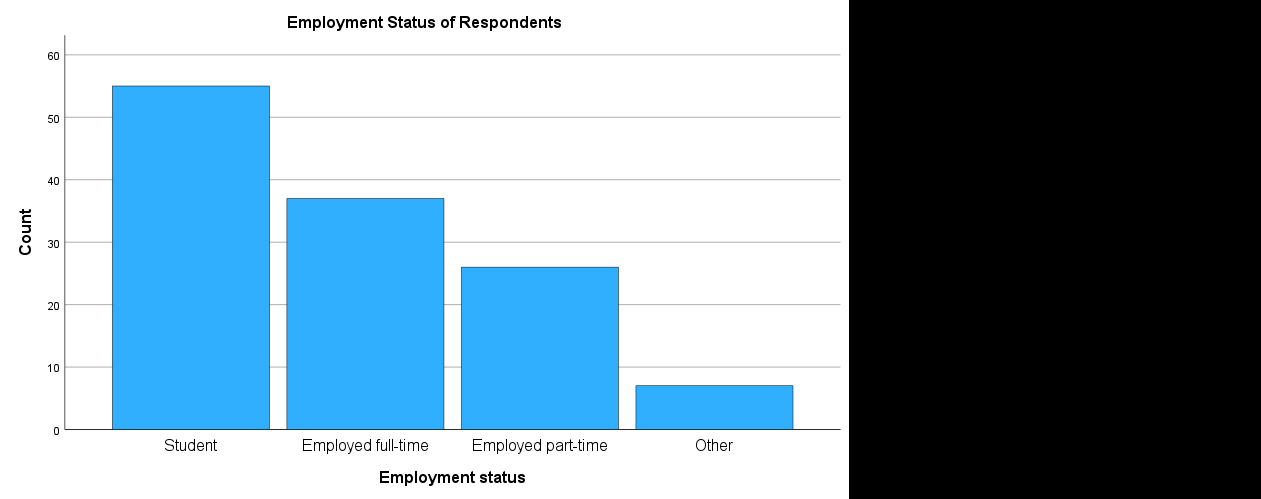 Employment Status of Respondents
60
50
40
30
20
10
0
Count
Student
Employed full-time
Employed part-time
Other
Employment status